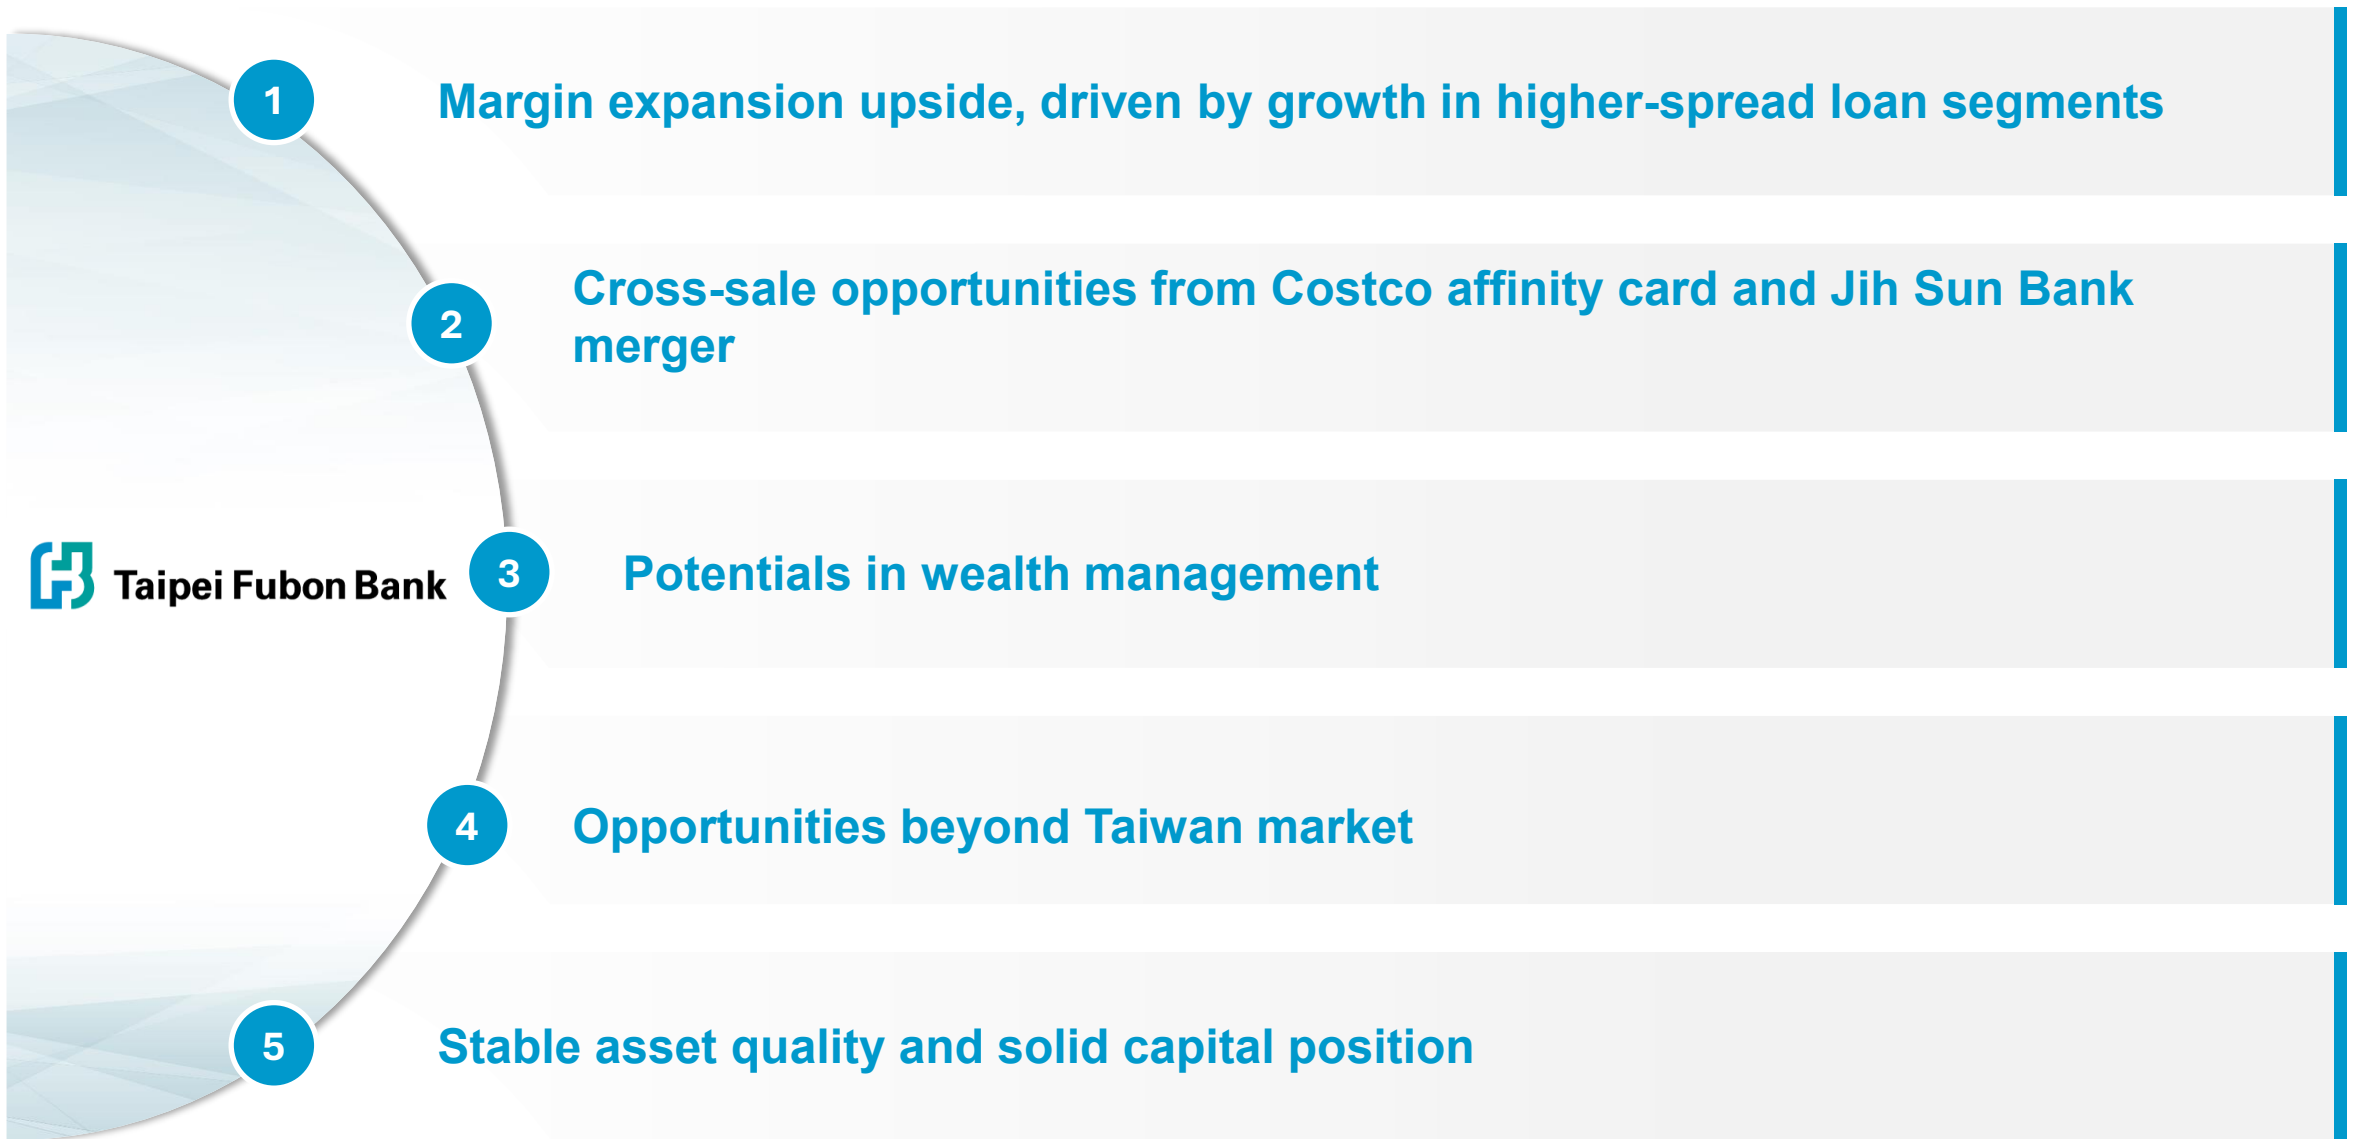 1
Margin expansion upside, driven by growth in higher-spread loan segments
2
Cross-sale opportunities from Costco affinity card and Jih Sun Bank
merger
Taipei Fubon Bank
3
Potentials in wealth management
4
Opportunities beyond Taiwan market
5
Stable asset quality and solid capital position